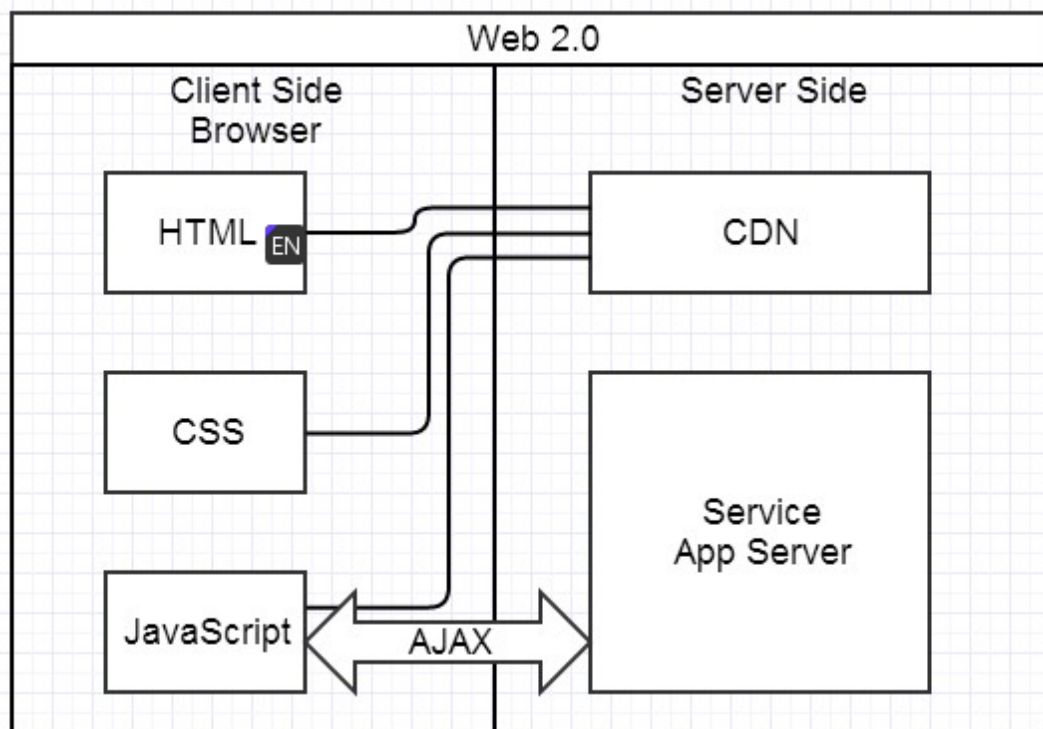 Web 2.0
Client Side
Browser
Server Side
HTML
EN
CDN
CSS
Service
App Server
JavaScript
AJAX